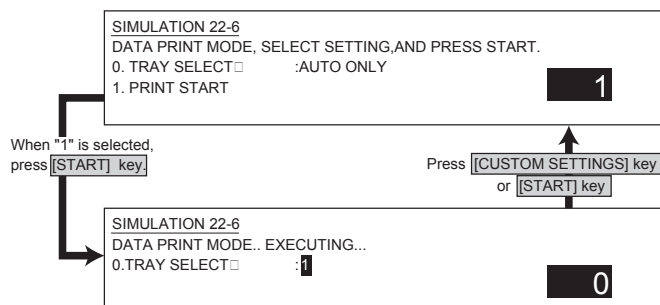 SIMULATION 22-6
DATA PRINT MODE, SELECT SETTING,AND PRESS START.
0. TRAY SELECT□ :AUTO ONLY
1. PRINT START
1
When "1" is selected,
press [START] key.
Press [CUSTOM SETTINGS] key
or [START] key
SIMULATION 22-6
DATA PRINT MODE.. EXECUTING...
0.TRAY SELECT□ :1
0